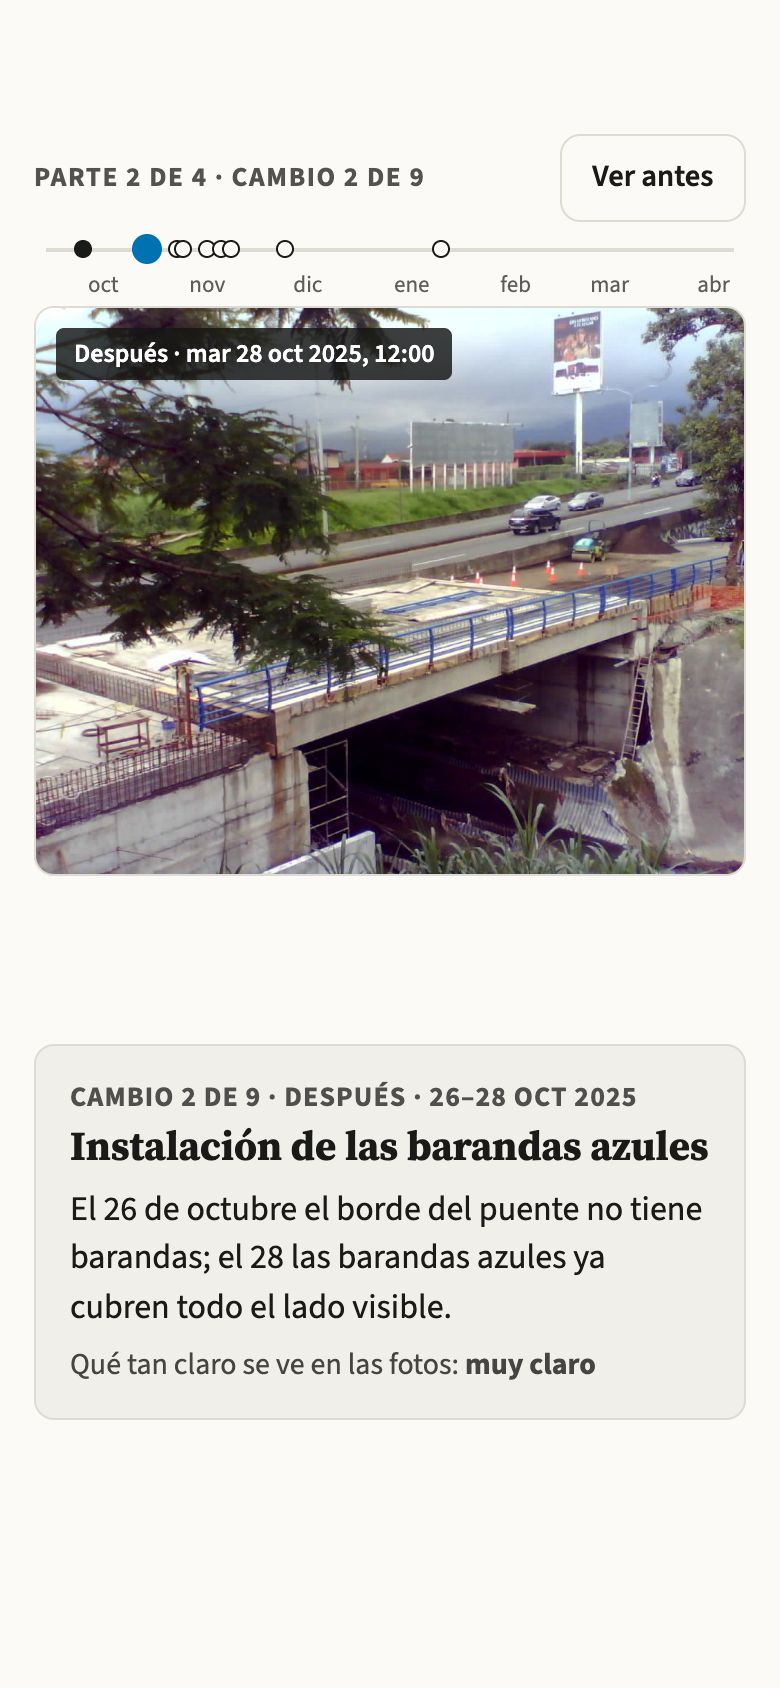 PARTE 2 DE 4 · CAMBIO 2 DE 9
Ver antes
oct nov dic ene feb mar abr
Después · mar 28 oct 2025, 12:00
CAMBIO 2 DE 9 · DESPUÉS · 26–28 OCT 2025
Instalación de las barandas azules
El 26 de octubre el borde del puente no tiene
barandas; el 28 las barandas azules ya
cubren todo el lado visible.
Qué tan claro se ve en las fotos: muy claro